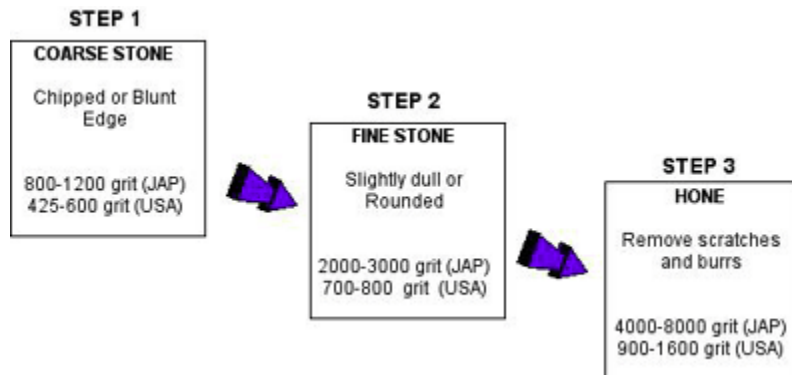 STEP 1
COARSE STONE
Chipped or Blunt
Edge
800-1200 grit (JAP)
425-600 grit (USA)
STEP 2
FINE STONE
Slightly dull or
Rounded
2000-3000 grit (JAP)
700-800 grit (USA)
STEP 3
HONE
Remove scratches
and burrs
4000-8000 grit (JAP)
900-1600 grit (USA)